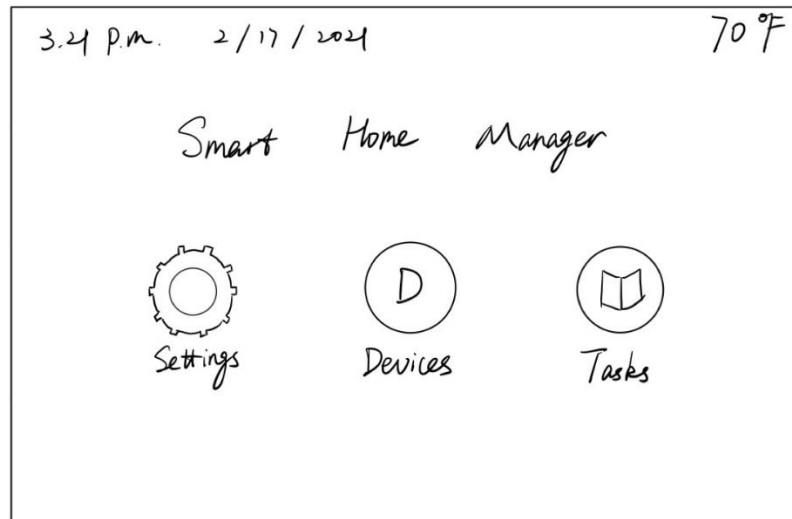 3.21 p.m. 2/17/2021 70°F
Smart Home Manager
D
Settings Devices Tasks